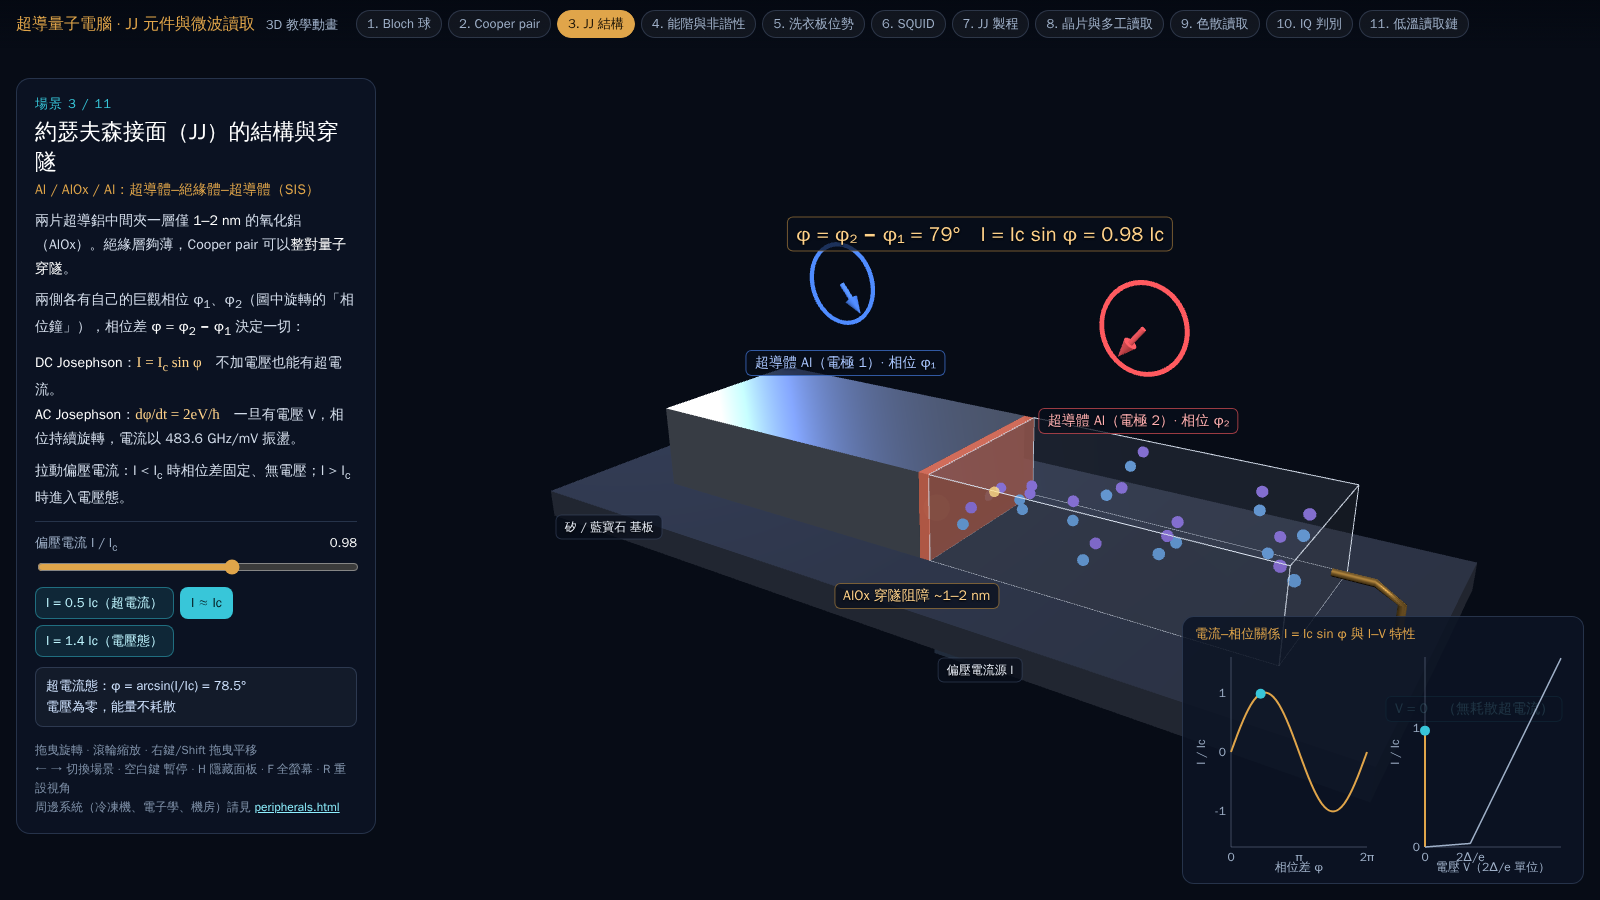 超導量子電腦 · JJ 元件與微波讀取 3D 教學動畫
1. Bloch 球
2. Cooper pair
3. JJ 結構
4. 能階與非諧性
5. 洗衣板位勢
6. SQUID
7. JJ 製程
8. 晶片與多工讀取
9. 色散讀取
10. IQ 判別
11. 低溫讀取鏈
場景 3 / 11
約瑟夫森接面（JJ）的結構與穿
隧
Al / AlOx / Al：超導體—絕緣體—超導體（SIS）
兩片超導鋁中間夾一層僅 1–2 nm 的氧化鋁
（AlOx）。絕緣層夠薄，Cooper pair 可以整對量子
穿隧。
兩側各有自己的巨觀相位 φ₁、φ₂（圖中旋轉的「相
位鐘」），相位差 φ = φ₂ − φ₁ 決定一切：
DC Josephson：I = I_c sin φ 不加電壓也能有超電
流。
AC Josephson：dφ/dt = 2eV/ħ 一旦有電壓 V，相
位持續旋轉，電流以 483.6 GHz/mV 振盪。
拉動偏壓電流：I < I_c 時相位差固定、無電壓；I > I_c
時進入電壓態。
偏壓電流 I / I_c 0.98
I = 0.5 Ic（超電流）
I ≈ Ic
I = 1.4 Ic（電壓態）
超電流態：φ = arcsin(I/Ic) = 78.5°
電壓為零，能量不耗散
拖曳旋轉 · 滾輪縮放 · 右鍵/Shift 拖曳平移
← → 切換場景 · 空白鍵 暫停 · H 隱藏面板 · F 全螢幕 · R 重
設視角
周邊系統（冷凍機、電子學、機房）請見 peripherals.html
φ = φ₂ − φ₁ = 79° I = Ic sin φ = 0.98 Ic
超導體 Al（電極 1）· 相位 φ₁
超導體 Al（電極 2）· 相位 φ₂
矽 / 藍寶石 基板
AlOx 穿隧阻障 ~1–2 nm
偏壓電流源 I
電流—相位關係 I = Ic sin φ 與 I–V 特性
V = 0 （無耗散超電流）
I / Ic
1
0
-1
0 π 2π
相位差 φ
I / Ic
1
0
0 2Δ/e
電壓 V（2Δ/e 單位）